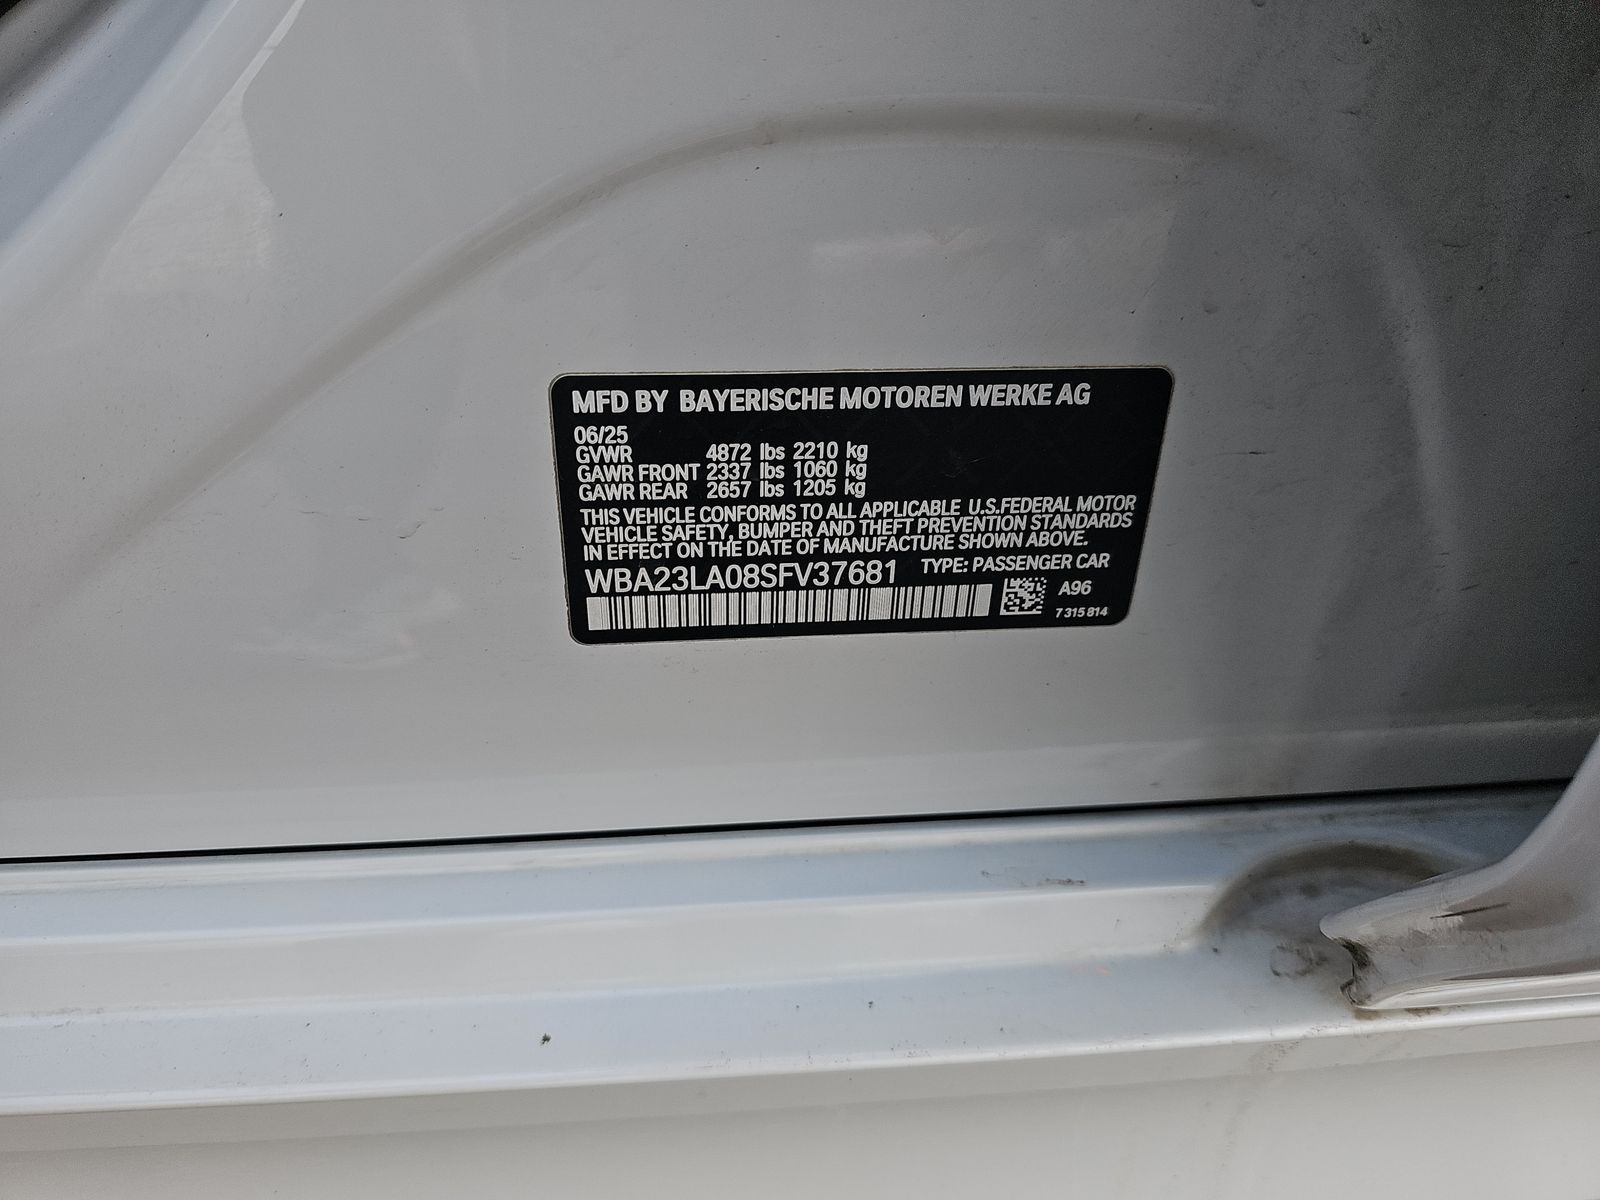 MFD BY BAYERISCHE MOTOREN WERKE AG
06/25
GVWR 4872 lbs 2210 kg
GAWR FRONT 2337 lbs 1060 kg
GAWR REAR 2657 lbs 1205 kg
THIS VEHICLE CONFORMS TO ALL APPLICABLE U.S.FEDERAL MOTOR
VEHICLE SAFETY, BUMPER AND THEFT PREVENTION STANDARDS
IN EFFECT ON THE DATE OF MANUFACTURE SHOWN ABOVE.
WBA23LA08SFV37681 TYPE: PASSENGER CAR
A96
7 315 814